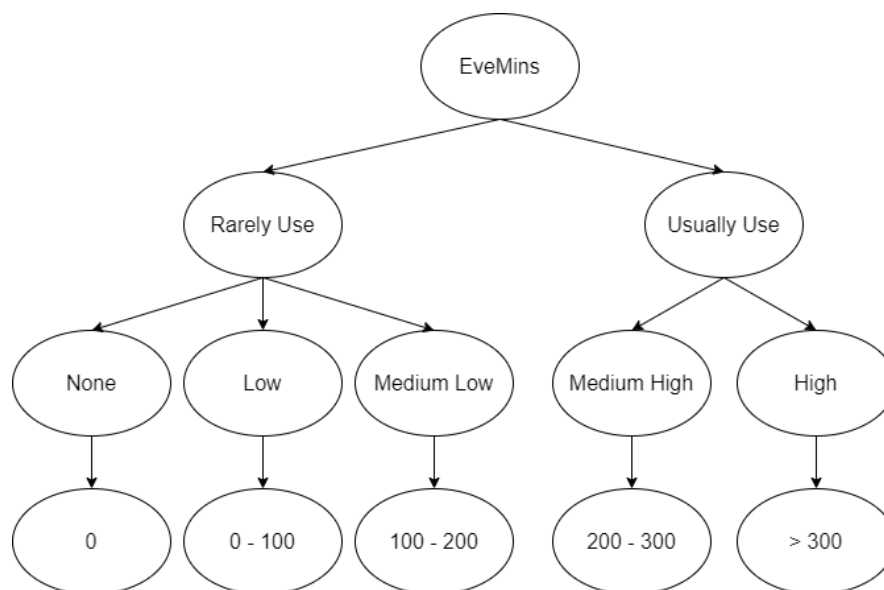 EveMins
Rarely Use
Usually Use
None
Low
Medium Low
Medium High
High
0
0 - 100
100 - 200
200 - 300
> 300